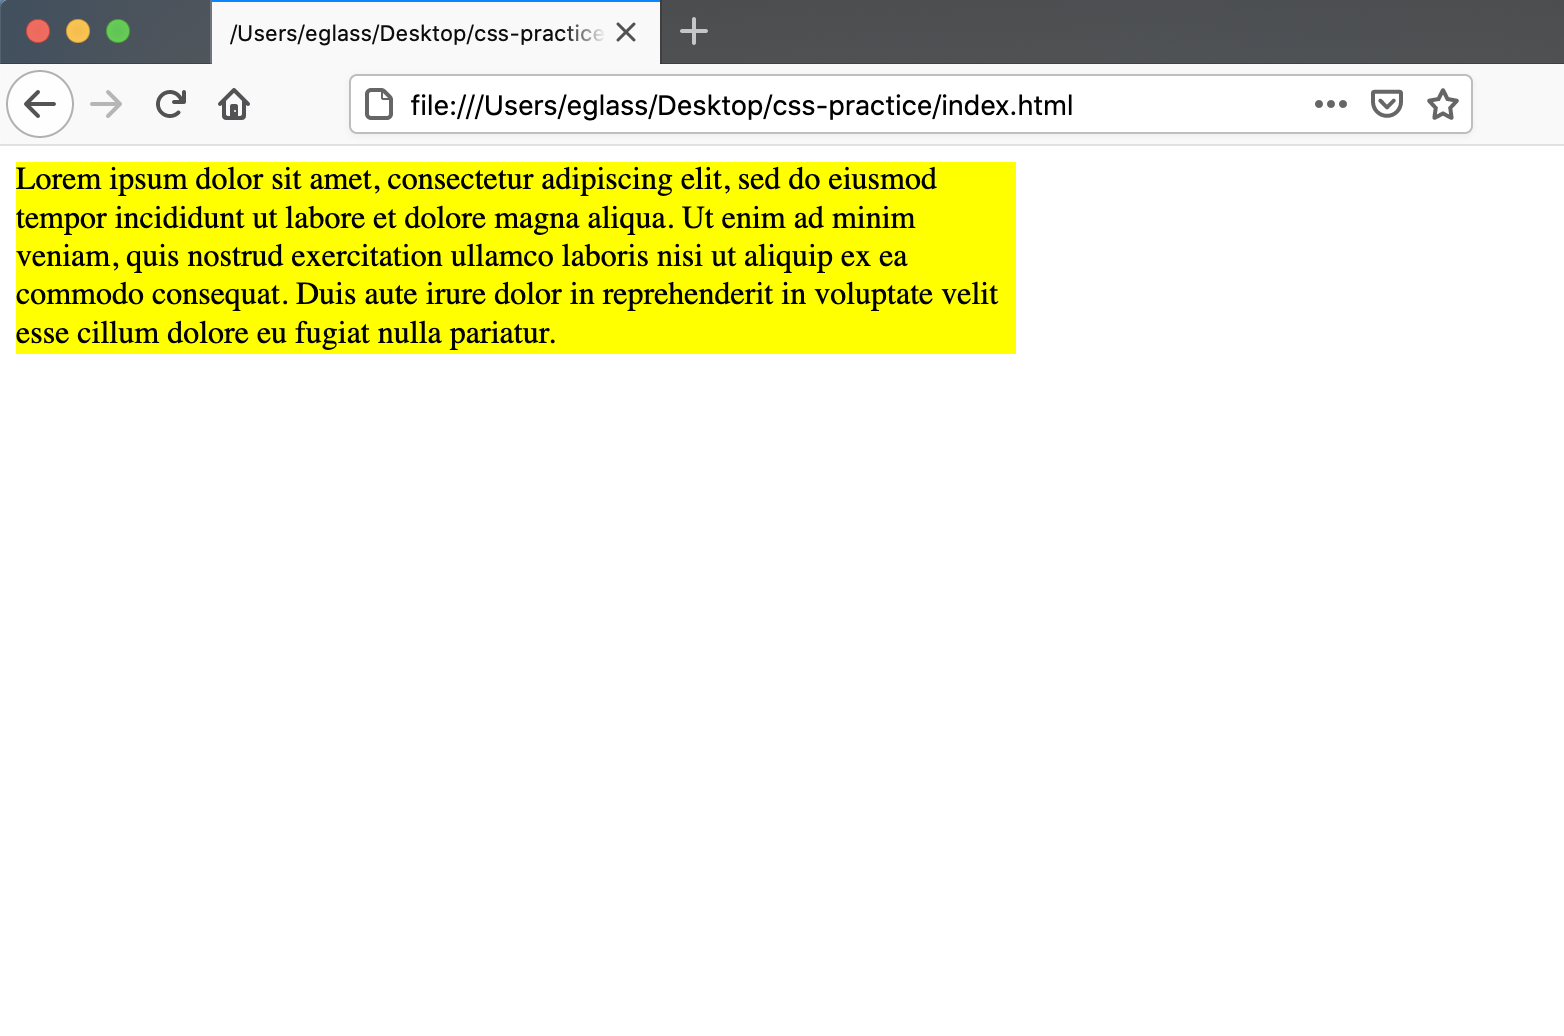 /Users/eglass/Desktop/css-practice
file:///Users/eglass/Desktop/css-practice/index.html
Lorem ipsum dolor sit amet, consectetur adipiscing elit, sed do eiusmod
tempor incididunt ut labore et dolore magna aliqua. Ut enim ad minim
veniam, quis nostrud exercitation ullamco laboris nisi ut aliquip ex ea
commodo consequat. Duis aute irure dolor in reprehenderit in voluptate velit
esse cillum dolore eu fugiat nulla pariatur.